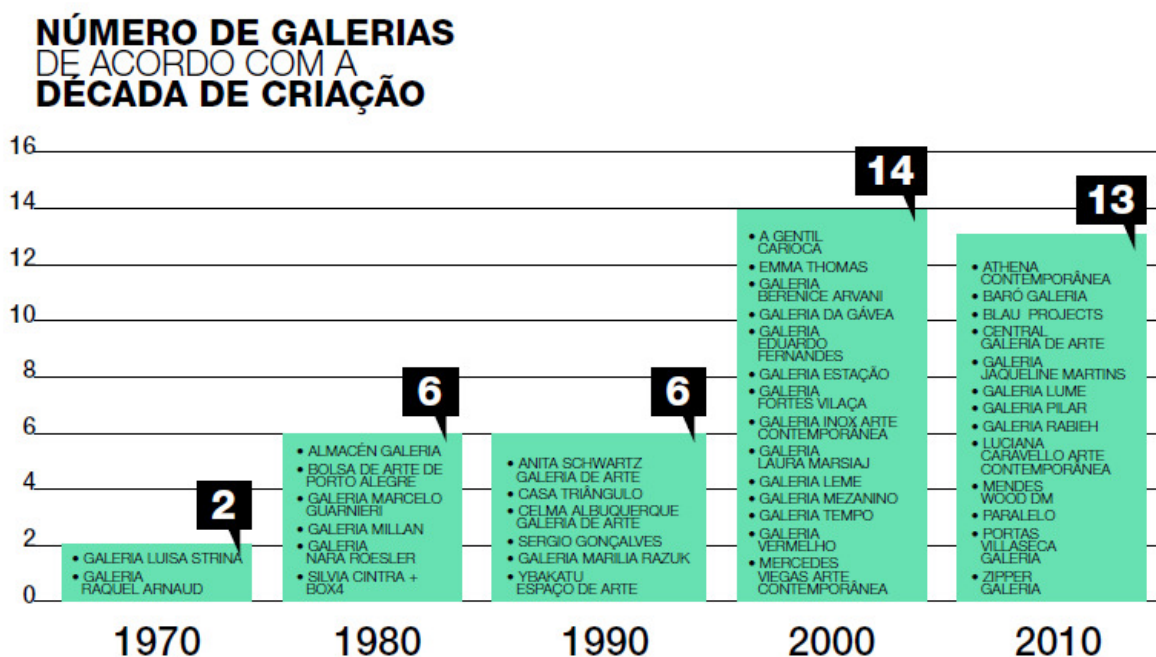 NÚMERO DE GALERIAS
DE ACORDO COM A
DÉCADA DE CRIAÇÃO
16
14
12
10
8
6
4
2
0
2
• GALERIA LUISA STRINA
• GALERIA
RAQUEL ARNAUD
1970
6
• ALMACÉN GALERIA
• BOLSA DE ARTE DE
PORTO ALEGRE
• GALERIA MARCELO
GUARNIERI
• GALERIA MILLAN
• GALERIA
NARA ROESLER
• SILVIA CINTRA +
BOX4
1980
6
• ANITA SCHWARTZ
GALERIA DE ARTE
• CASA TRIÂNGULO
• CELMA ALBUQUERQUE
GALERIA DE ARTE
• SERGIO GONÇALVES
• GALERIA MARILIA RAZUK
• YBAKATU
ESPAÇO DE ARTE
1990
14
• A GENTIL
CARIOCA
• EMMA THOMAS
• GALERIA
BERENICE ARVANI
• GALERIA DA GÁVEA
• GALERIA
EDUARDO
FERNANDES
• GALERIA ESTAÇÃO
• GALERIA
FORTES VILAÇA
• GALERIA INOX ARTE
CONTEMPORÂNEA
• GALERIA
LAURA MARSIAJ
• GALERIA LEME
• GALERIA MEZANINO
• GALERIA TEMPO
• GALERIA
VERMELHO
• MERCEDES
VIEGAS ARTE
CONTEMPORÂNEA
2000
13
• ATHENA
CONTEMPORÂNEA
• BARÓ GALERIA
• BLAU PROJECTS
• CENTRAL
GALERIA DE ARTE
• GALERIA
JAQUELINE MARTINS
• GALERIA LUME
• GALERIA PILAR
• GALERIA RABIEH
• LUCIANA
CARAVELLO ARTE
CONTEMPORÂNEA
• MENDES
WOOD DM
• PARALELO
• PORTAS
VILLASECA
GALERIA
• ZIPPER
GALERIA
2010